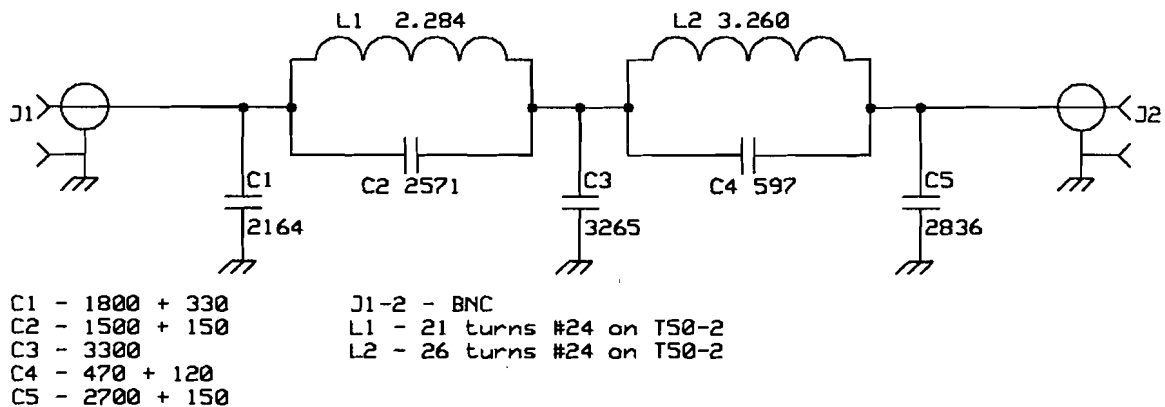 L1 2.284
L2 3.260
J1
J2
C1
2164
C2 2571
C3
3265
C4 597
C5
2836
C1 - 1800 + 330
C2 - 1500 + 150
C3 - 3300
C4 - 470 + 120
C5 - 2700 + 150
J1-2 - BNC
L1 - 21 turns #24 on T50-2
L2 - 26 turns #24 on T50-2